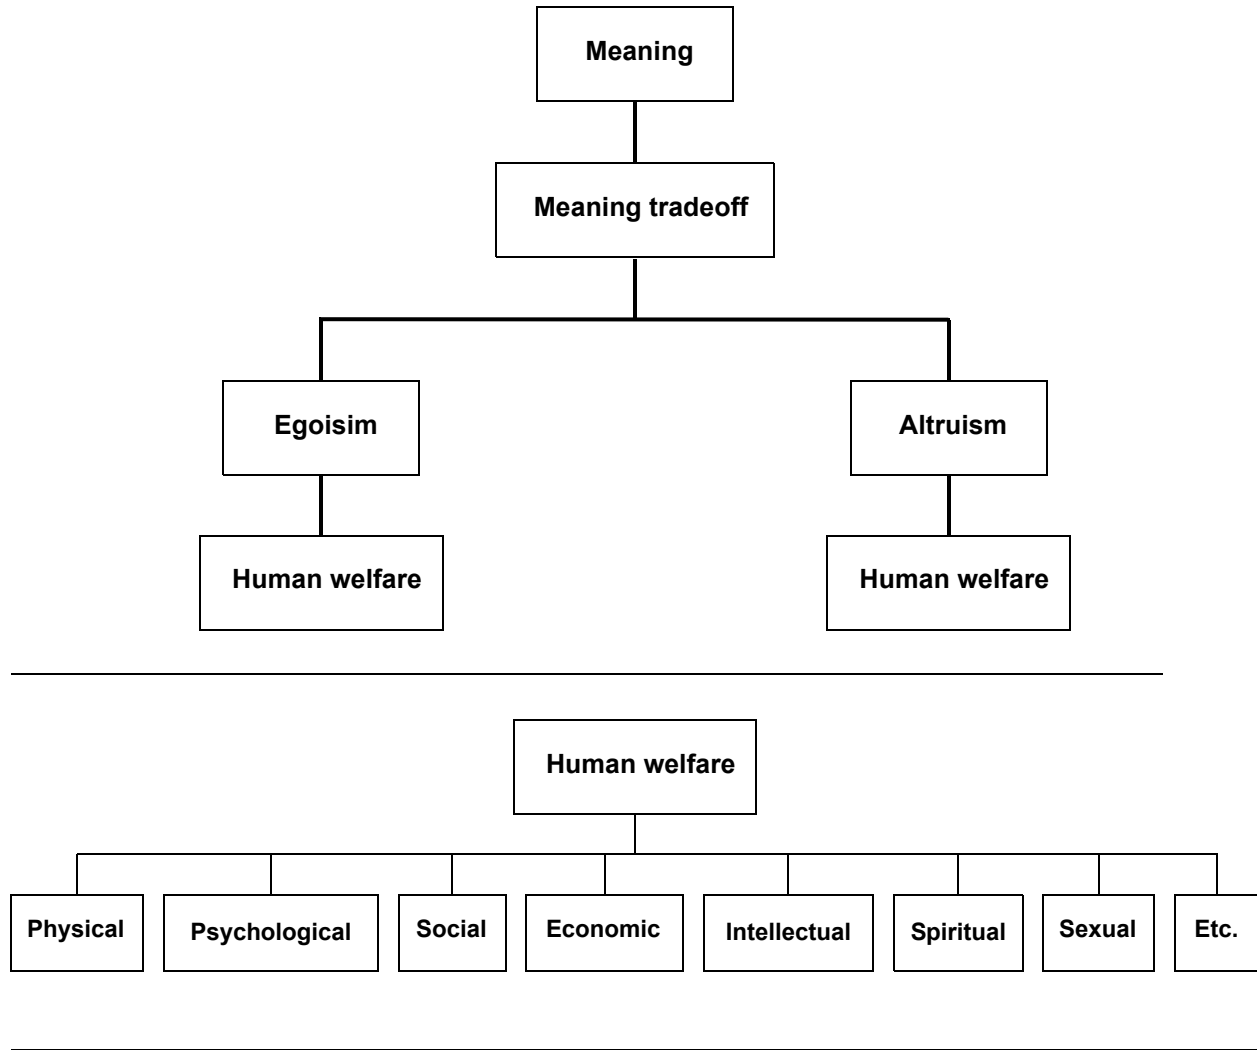 Meaning
Meaning tradeoff
Egoisim
Altruism
Human welfare
Human welfare
Human welfare
Physical
Psychological
Social
Economic
Intellectual
Spiritual
Sexual
Etc.